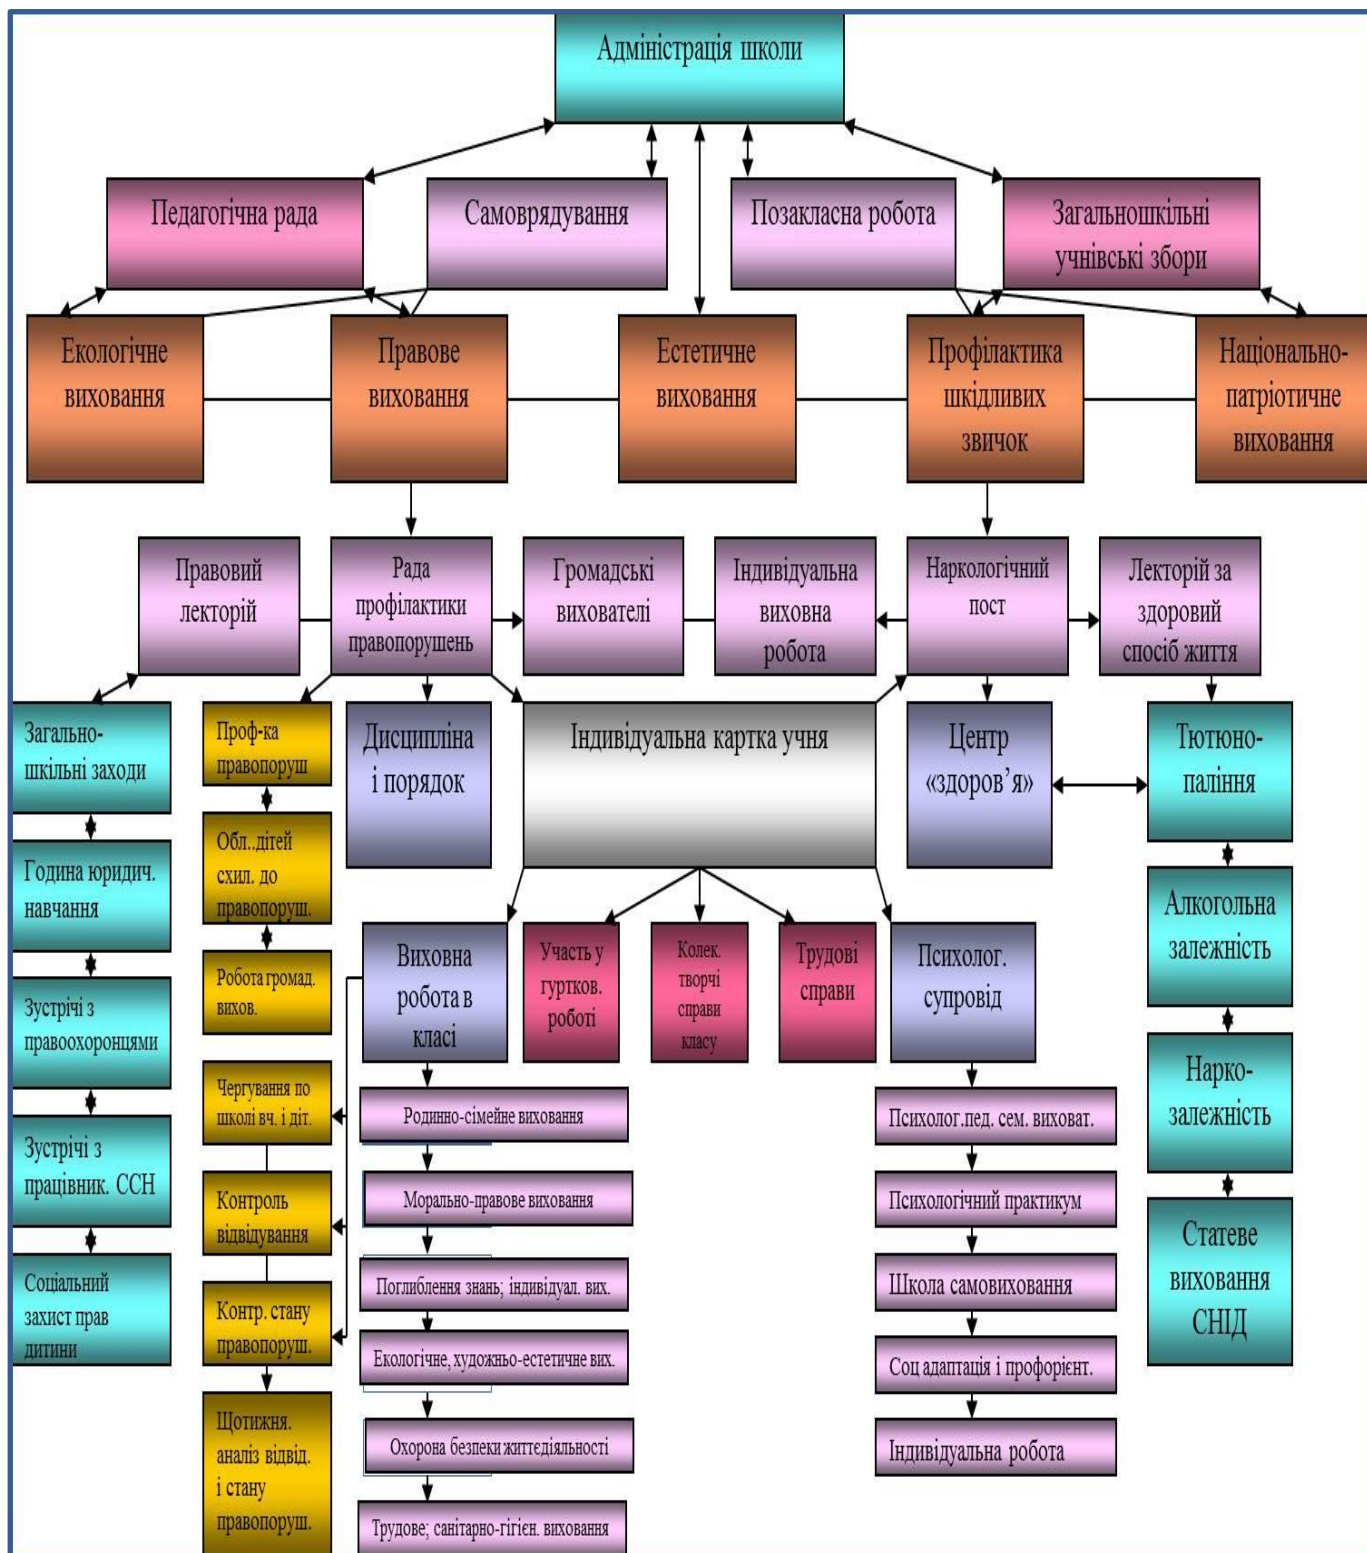 Адміністрація школи
Педагогічна рада
Самоврядування
Позакласна робота
Загальношкільні
учнівські збори
Екологічне
виховання
Правове
виховання
Естетичне
виховання
Профілактика
шкідливих
звичок
Національно-
патріотичне
виховання
Правовий
лекторій
Рада
профілактики
правопорушень
Громадські
вихователі
Індивідуальна
виховна
робота
Наркологічний
пост
Лекторій за
здоровий
спосіб життя
Загально-
шкільні заходи
Проф-ка
правопоруш
Дисципліна
і порядок
Індивідуальна картка учня
Центр
«здоров’я»
Тютюно-
паління
Година юридич.
навчання
Обл..дітей
схил. до
правопоруш.
Алкогольна
залежність
Зустрічі з
правоохоронцями
Робота громад.
вихов.
Виховна
робота в
класі
Участь у
гуртков.
роботі
Колек.
творчі
справи
класу
Трудові
справи
Психолог.
супровід
Нарко-
залежність
Зустрічі з
працівник. ССН
Чергування по
школі вч. і діт.
Родинно-сімейне виховання
Психолог.пед. сем. виховат.
Контроль
відвідування
Морально-правове виховання
Психологічний практикум
Статеве
виховання
СНІД
Соціальний
захист прав
дитини
Контр. стану
правопоруш.
Поглиблення знань; індивідуал. вих.
Школа самовиховання
Екологічне, художньо-естетичне вих.
Соц адаптація і профорієнт.
Щотижня.
аналіз відвід.
і стану
правопоруш.
Охорона безпеки життєдіяльності
Індивідуальна робота
Трудове; санітарно-гігієн. виховання